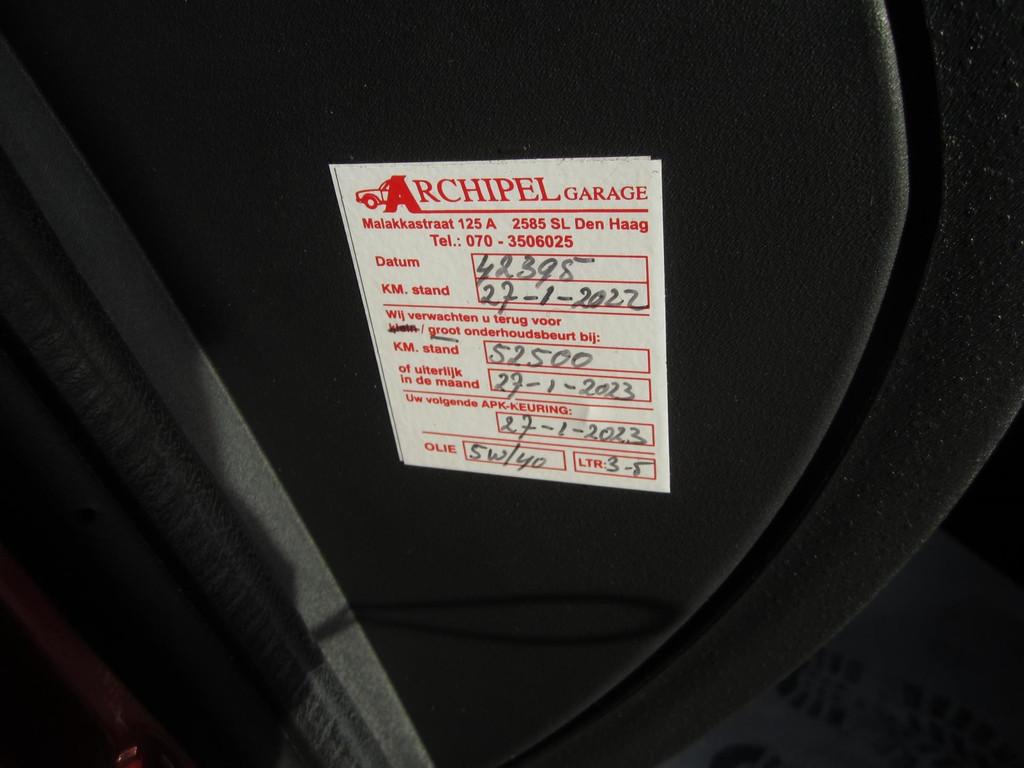 ARCHIPEL GARAGE
Malakkastraat 125 A 2585 SL Den Haag
Tel.: 070 - 3506025
Datum 42395
KM. stand 27-1-2022
Wij verwachten u terug voor
klein / groot onderhoudsbeurt bij:
KM. stand 52500
of uiterlijk
in de maand 27-1-2023
Uw volgende APK-KEURING:
27-1-2023
OLIE 5W/40 LTR: 3-5